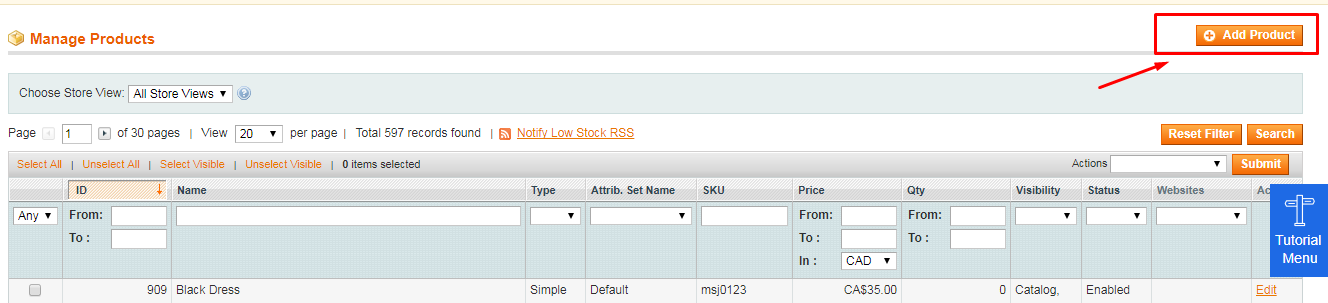 Manage Products
Add Product
Choose Store View: All Store Views
Page 1 of 30 pages | View 20 per page | Total 597 records found | Notify Low Stock RSS
Reset Filter Search
Select All | Unselect All | Select Visible | Unselect Visible | 0 items selected
Actions Submit
ID Name Type Attrib. Set Name SKU Price Qty Visibility Status Websites
Any From: From: From:
To : To : To :
In : CAD
Tutorial
Menu
909 Black Dress Simple Default msj0123 CA$35.00 0 Catalog, Enabled Edit